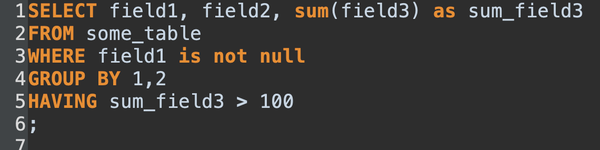 1SELECT field1, field2, sum(field3) as sum_field3
2FROM some_table
3WHERE field1 is not null
4GROUP BY 1,2
5HAVING sum_field3 > 100
6;
7